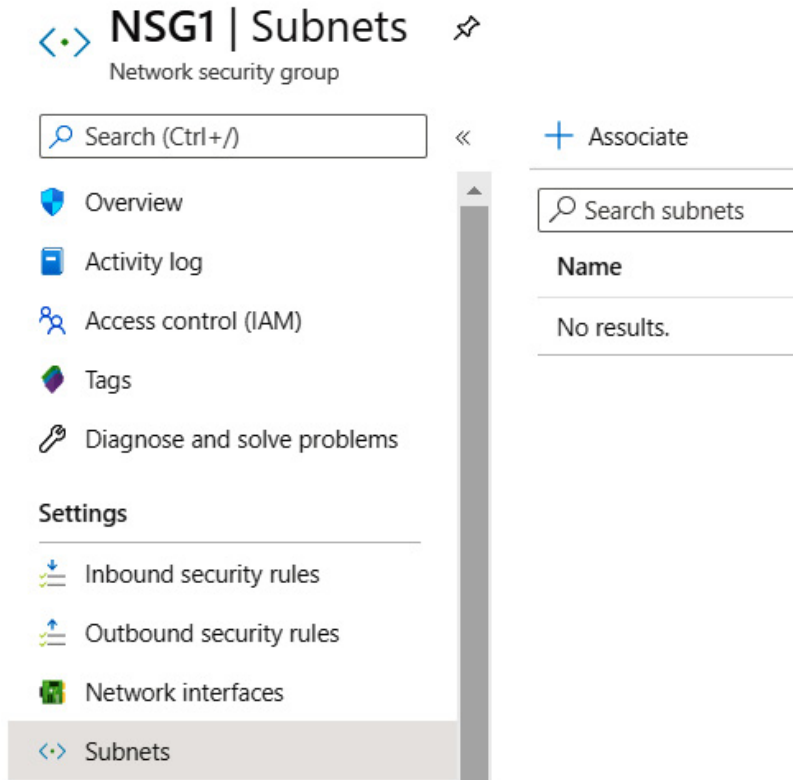 NSG1 | Subnets
Network security group
Search (Ctrl+/)
«
Overview
Activity log
Access control (IAM)
Tags
Diagnose and solve problems
Settings
Inbound security rules
Outbound security rules
Network interfaces
Subnets
+ Associate
Search subnets
Name
No results.